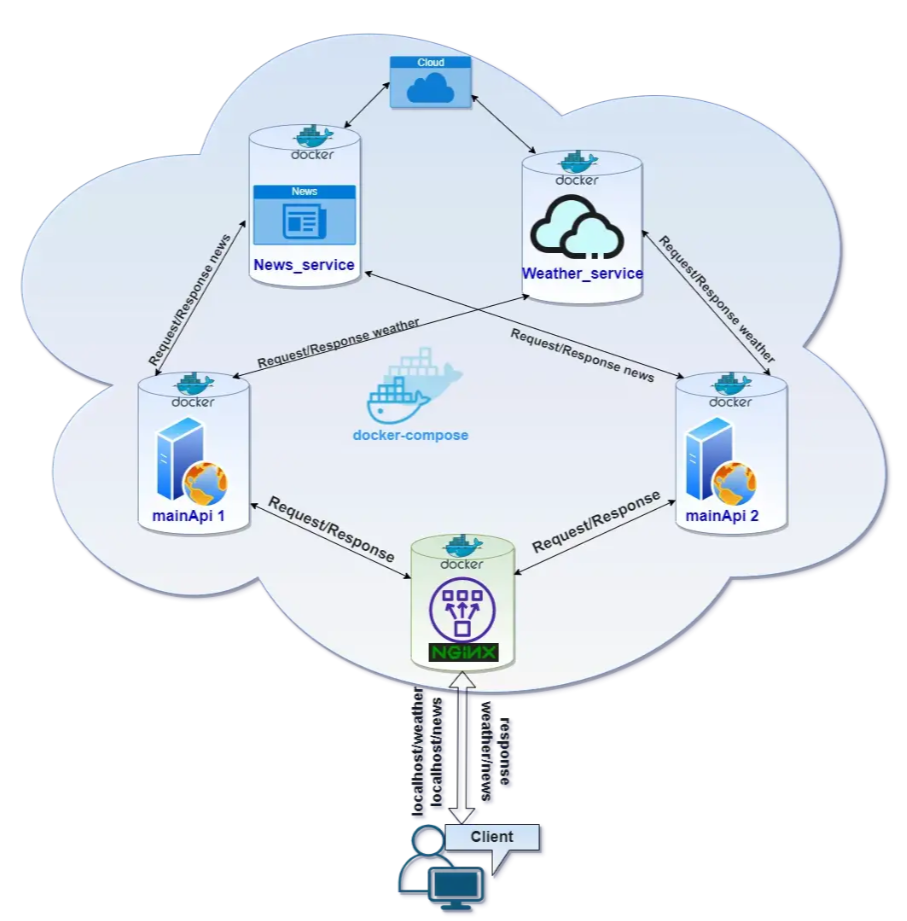 Cloud
docker
News
News_service
docker
Weather_service
Request/Response news
Request/Response weather
Request/Response news
Request/Response weather
docker-compose
docker
mainApi 1
docker
mainApi 2
Request/Response
Request/Response
docker
NGINX
localhost/weather
localhost/news
response
weather/news
Client